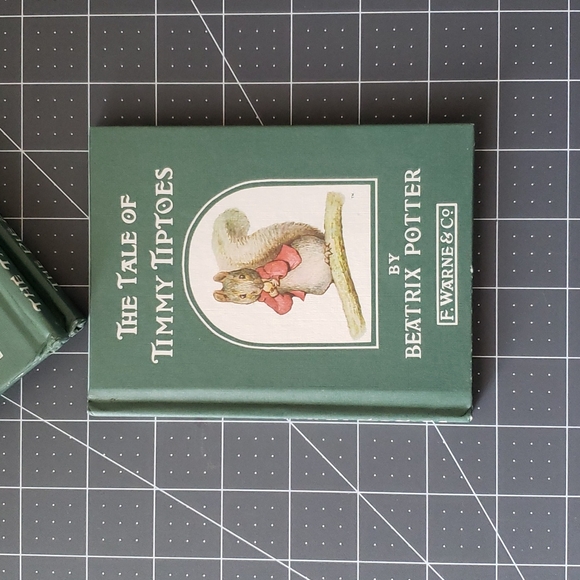 THE TALE OF
TIMMY TIPTOES
BY
BEATRIX POTTER
F. WARNE & Co